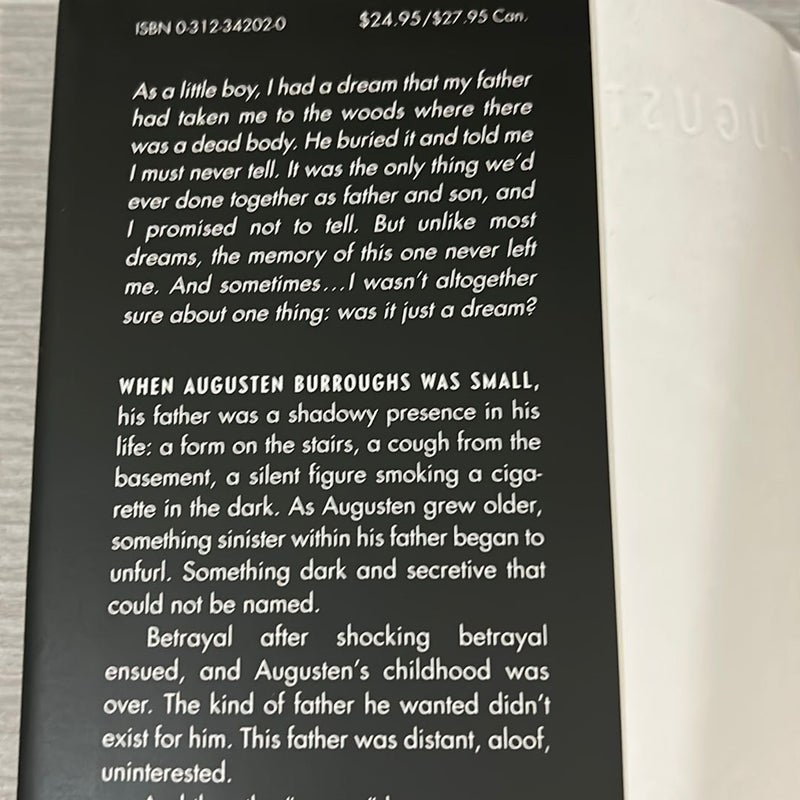 ISBN 0-312-34202-0 $24.95/$27.95 Can.
As a little boy, I had a dream that my father
had taken me to the woods where there
was a dead body. He buried it and told me
I must never tell. It was the only thing we'd
ever done together as father and son, and
I promised not to tell. But unlike most
dreams, the memory of this one never left
me. And sometimes...I wasn't altogether
sure about one thing: was it just a dream?
WHEN AUGUSTEN BURROUGHS WAS SMALL,
his father was a shadowy presence in his
life: a form on the stairs, a cough from the
basement, a silent figure smoking a ciga-
rette in the dark. As Augusten grew older,
something sinister within his father began to
unfurl. Something dark and secretive that
could not be named.
Betrayal after shocking betrayal
ensued, and Augusten's childhood was
over. The kind of father he wanted didn't
exist for him. This father was distant, aloof,
uninterested.